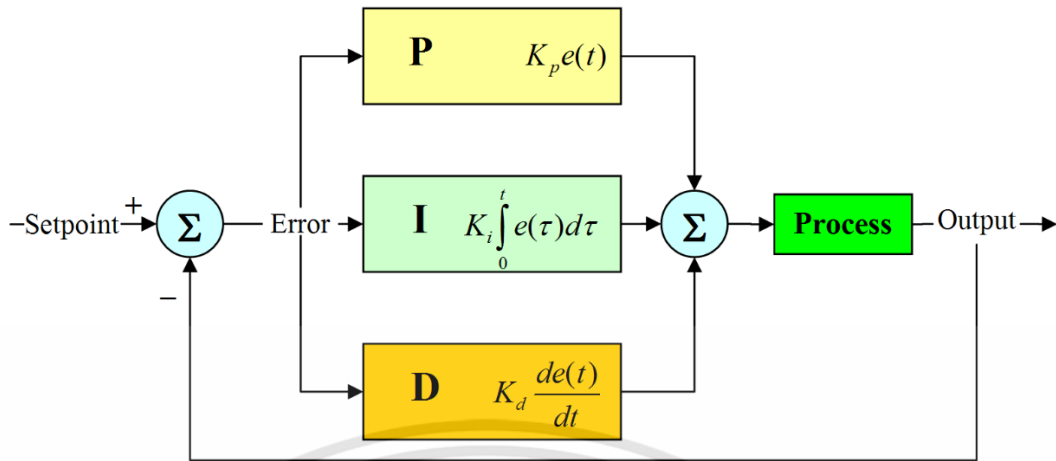 P K_p e(t)
–Setpoint + Σ – Error
I K_i ∫_0^t e(τ)dτ
Σ Process Output
D K_d de(t)/dt